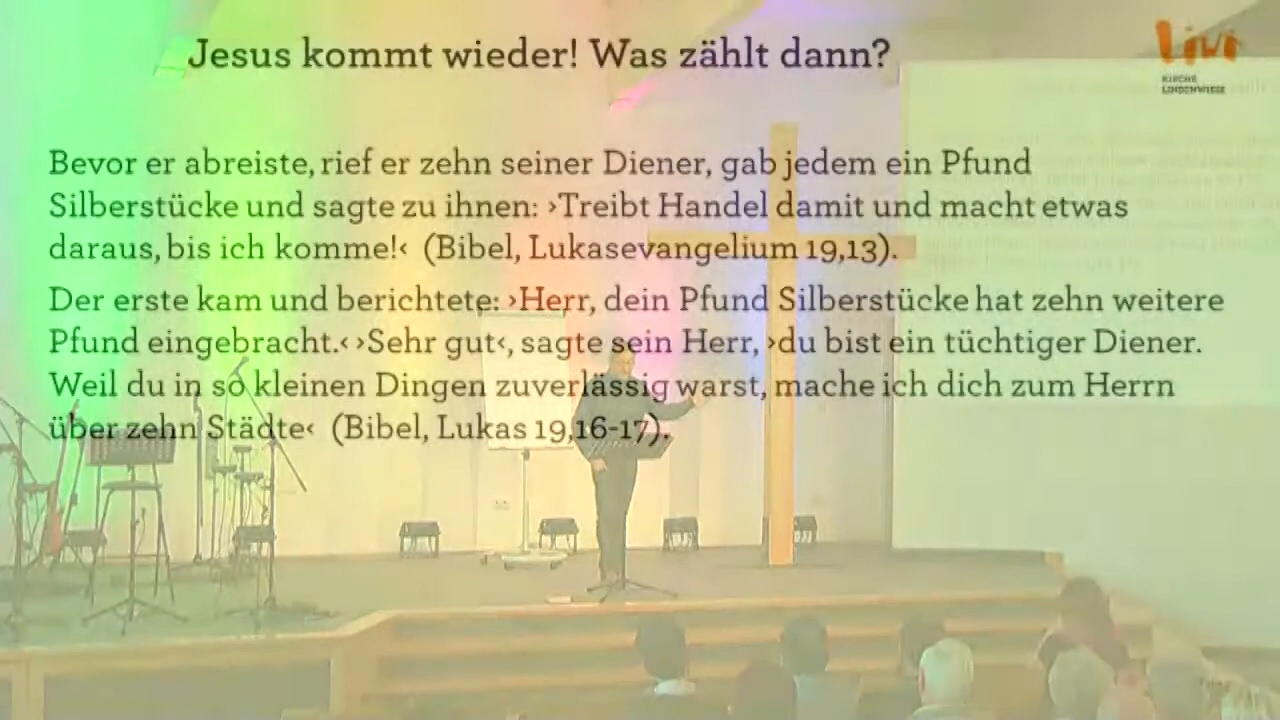 Jesus kommt wieder! Was zählt dann?
Livi
KIRCHE
LINDENWIESE
Bevor er abreiste, rief er zehn seiner Diener, gab jedem ein Pfund
Silberstücke und sagte zu ihnen: ›Treibt Handel damit und macht etwas
daraus, bis ich komme!‹ (Bibel, Lukasevangelium 19,13).
Der erste kam und berichtete: ›Herr, dein Pfund Silberstücke hat zehn weitere
Pfund eingebracht.‹ ›Sehr gut‹, sagte sein Herr, ›du bist ein tüchtiger Diener.
Weil du in so kleinen Dingen zuverlässig warst, mache ich dich zum Herrn
über zehn Städte‹ (Bibel, Lukas 19,16-17).